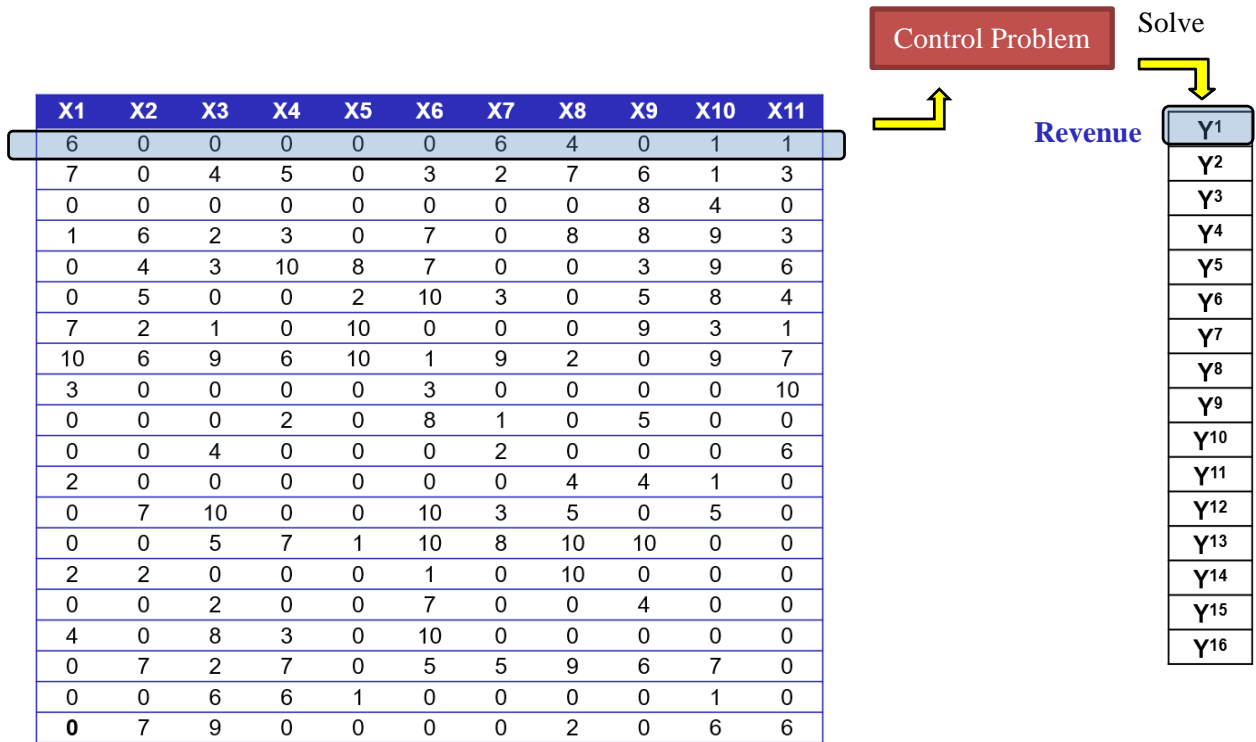 Control Problem
Solve
X1 X2 X3 X4 X5 X6 X7 X8 X9 X10 X11
6 0 0 0 0 0 6 4 0 1 1
7 0 4 5 0 3 2 7 6 1 3
0 0 0 0 0 0 0 0 8 4 0
1 6 2 3 0 7 0 8 8 9 3
0 4 3 10 8 7 0 0 3 9 6
0 5 0 0 2 10 3 0 5 8 4
7 2 1 0 10 0 0 0 9 3 1
10 6 9 6 10 1 9 2 0 9 7
3 0 0 0 0 3 0 0 0 0 10
0 0 0 2 0 8 1 0 5 0 0
0 0 4 0 0 0 2 0 0 0 6
2 0 0 0 0 0 0 4 4 1 0
0 7 10 0 0 10 3 5 0 5 0
0 0 5 7 1 10 8 10 10 0 0
2 2 0 0 0 1 0 10 0 0 0
0 0 2 0 0 7 0 0 4 0 0
4 0 8 3 0 10 0 0 0 0 0
0 7 2 7 0 5 5 9 6 7 0
0 0 6 6 1 0 0 0 0 1 0
0 7 9 0 0 0 0 2 0 6 6
Revenue
Y1
Y2
Y3
Y4
Y5
Y6
Y7
Y8
Y9
Y10
Y11
Y12
Y13
Y14
Y15
Y16